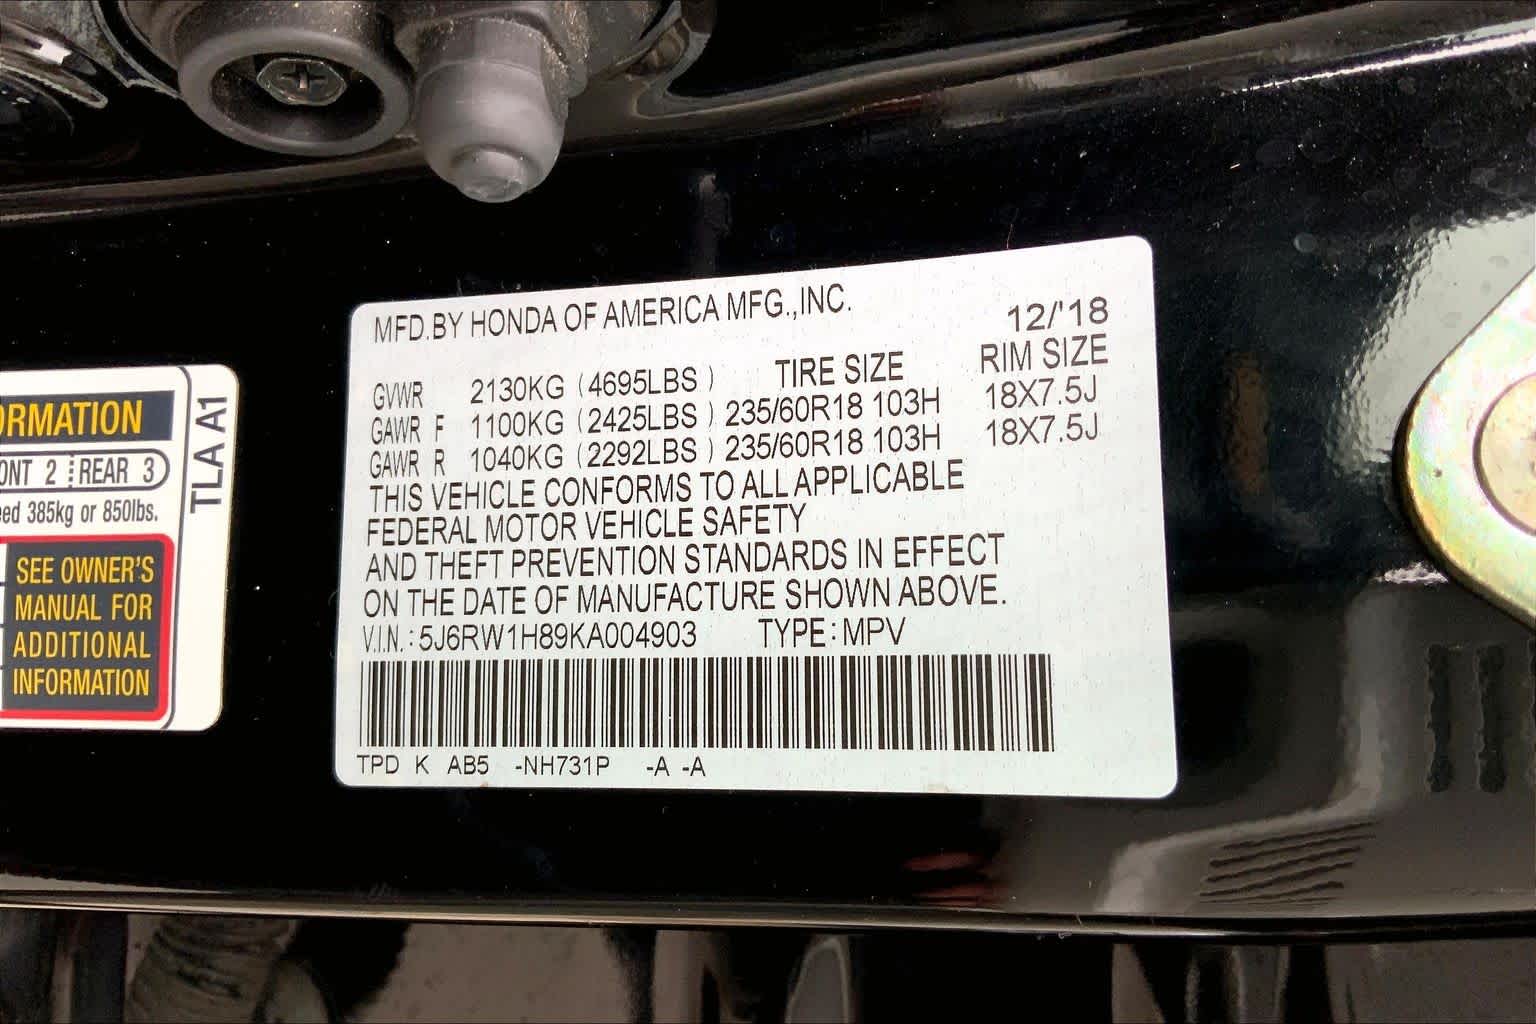 MFD.BY HONDA OF AMERICA MFG.,INC.
12/'18
GVWR 2130KG (4695LBS ) TIRE SIZE RIM SIZE
GAWR F 1100KG (2425LBS ) 235/60R18 103H 18X7.5J
GAWR R 1040KG (2292LBS ) 235/60R18 103H 18X7.5J
THIS VEHICLE CONFORMS TO ALL APPLICABLE
FEDERAL MOTOR VEHICLE SAFETY
AND THEFT PREVENTION STANDARDS IN EFFECT
ON THE DATE OF MANUFACTURE SHOWN ABOVE.
V.I.N.: 5J6RW1H89KA004903 TYPE: MPV
TPD K AB5 -NH731P -A -A
ORMATION
ONT 2 REAR 3
eed 385kg or 850lbs.
SEE OWNER'S
MANUAL FOR
ADDITIONAL
INFORMATION
TLA A1